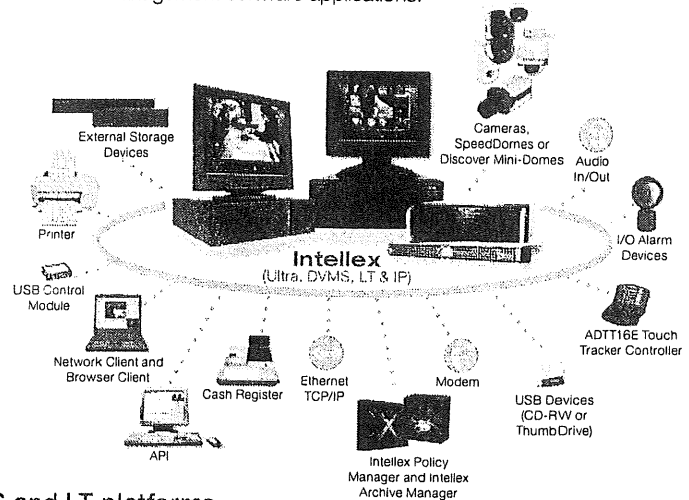 software applications.
External Storage
Devices
Cameras,
SpeedDomes or
Discover Mini-Domes
Audio
In/Out
Printer
I/O Alarm
Devices
Intellex
(Ultra, DVMS, LT & IP)
USB Control
Module
ADTT16E Touch
Tracker Controller
Network Client and
Browser Client
Cash Register
Ethernet
TCP/IP
Modem
USB Devices
(CD-RW or
ThumbDrive)
API
Intellex Policy
Manager and Intellex
Archive Manager
and LT platforms